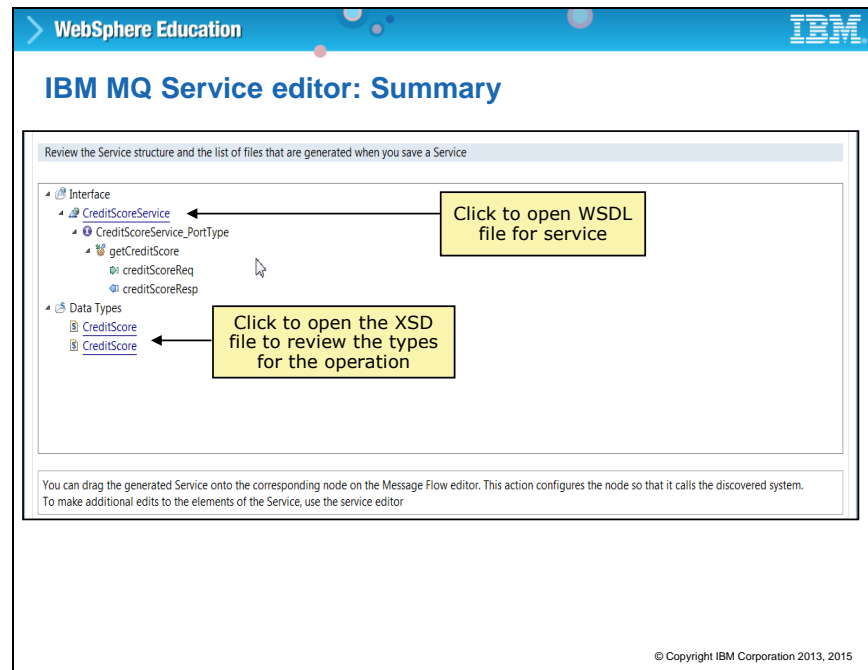 WebSphere Education
IBM
IBM MQ Service editor: Summary
Review the Service structure and the list of files that are generated when you save a Service
Interface
CreditScoreService
CreditScoreService_PortType
getCreditScore
creditScoreReq
creditScoreResp
Data Types
CreditScore
CreditScore
Click to open WSDL
file for service
Click to open the XSD
file to review the types
for the operation
You can drag the generated Service onto the corresponding node on the Message Flow editor. This action configures the node so that it calls the discovered system.
To make additional edits to the elements of the Service, use the service editor
© Copyright IBM Corporation 2013, 2015